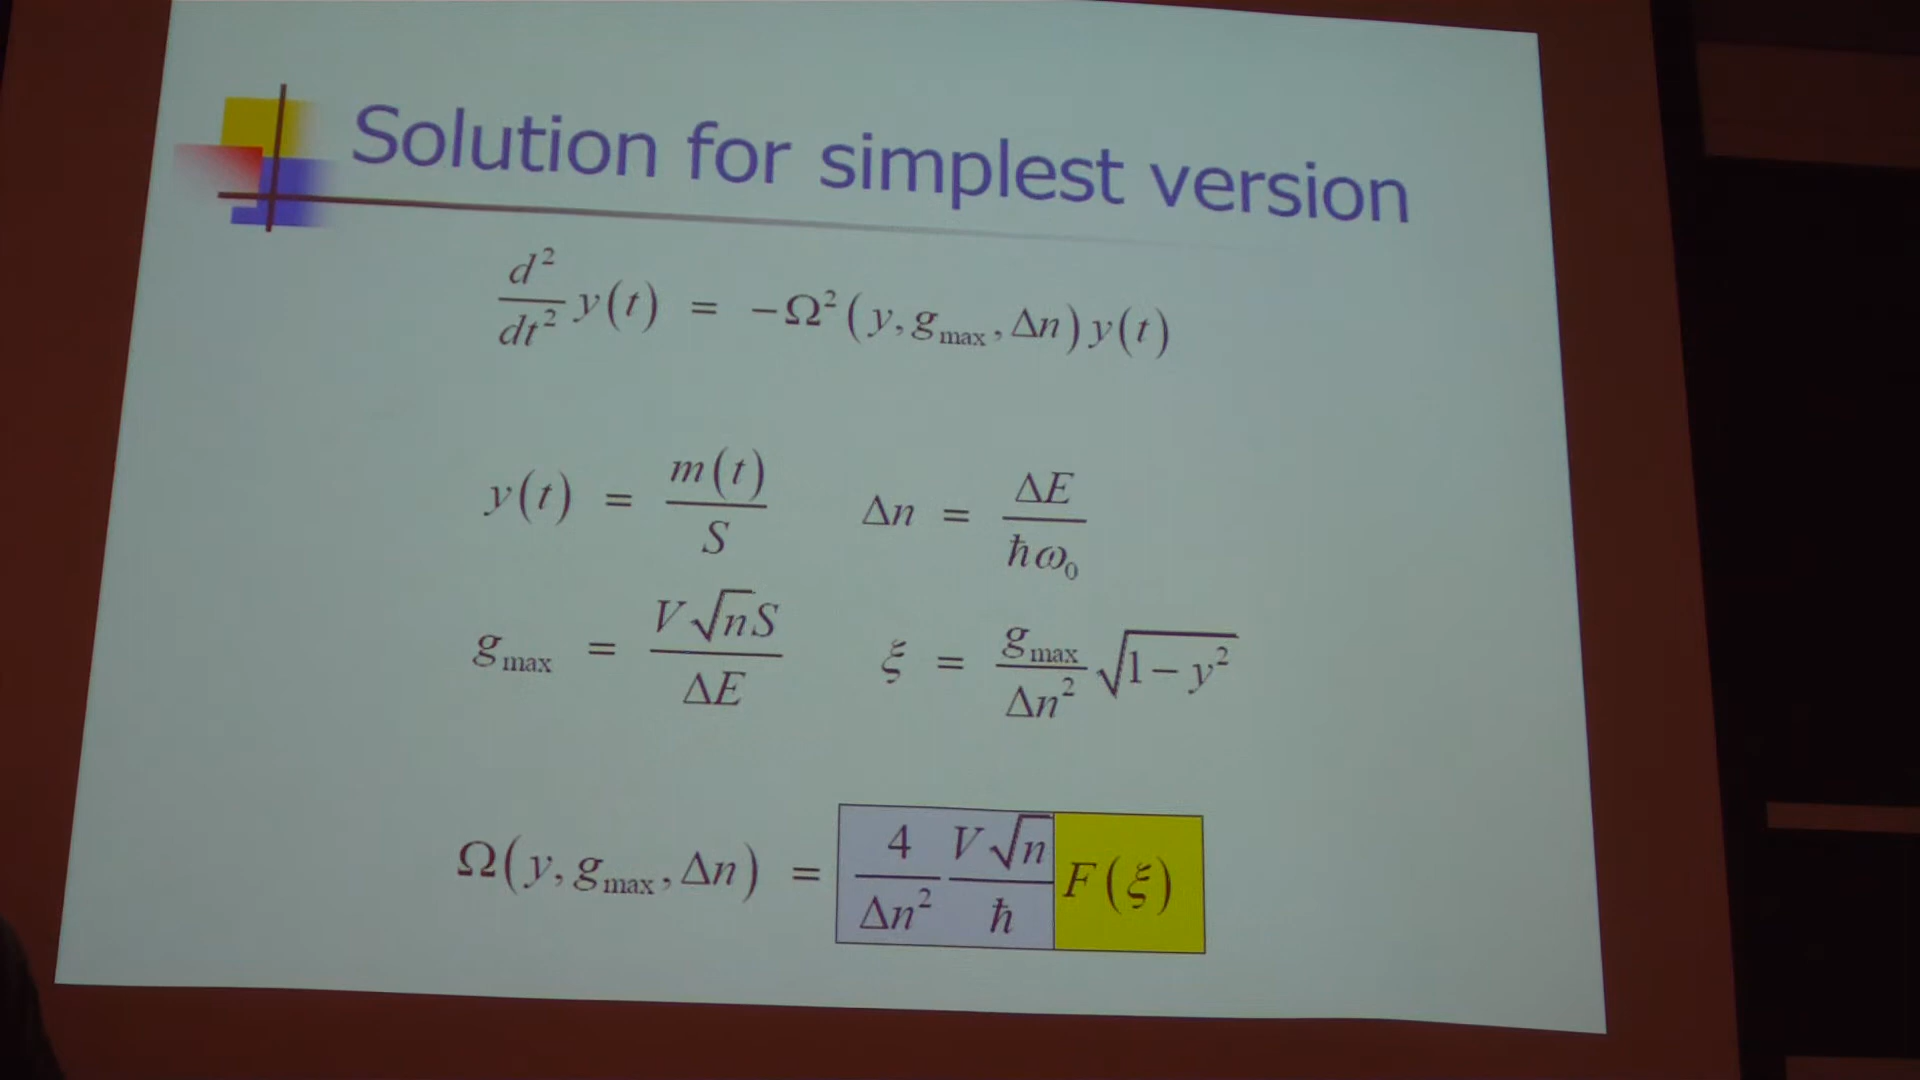 Solution for simplest version
d²/dt² y(t) = −Ω²(y, g_max, Δn) y(t)
y(t) = m(t)/S    Δn = ΔE/ħω₀
g_max = V√n S/ΔE    ξ = g_max/Δn² √(1 − y²)
Ω(y, g_max, Δn) = 4/Δn² V√n/ħ F(ξ)